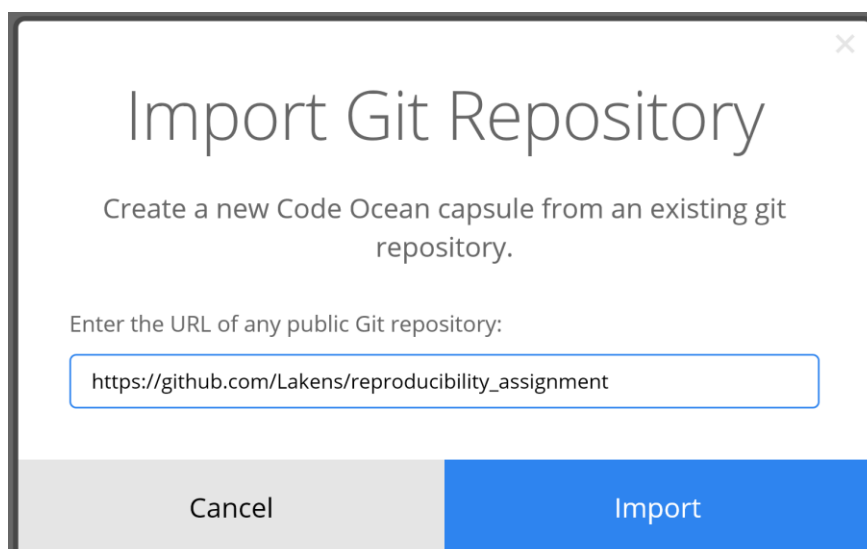 Import Git Repository
Create a new Code Ocean capsule from an existing git
repository.
Enter the URL of any public Git repository:
https://github.com/Lakens/reproducibility_assignment
Cancel
Import